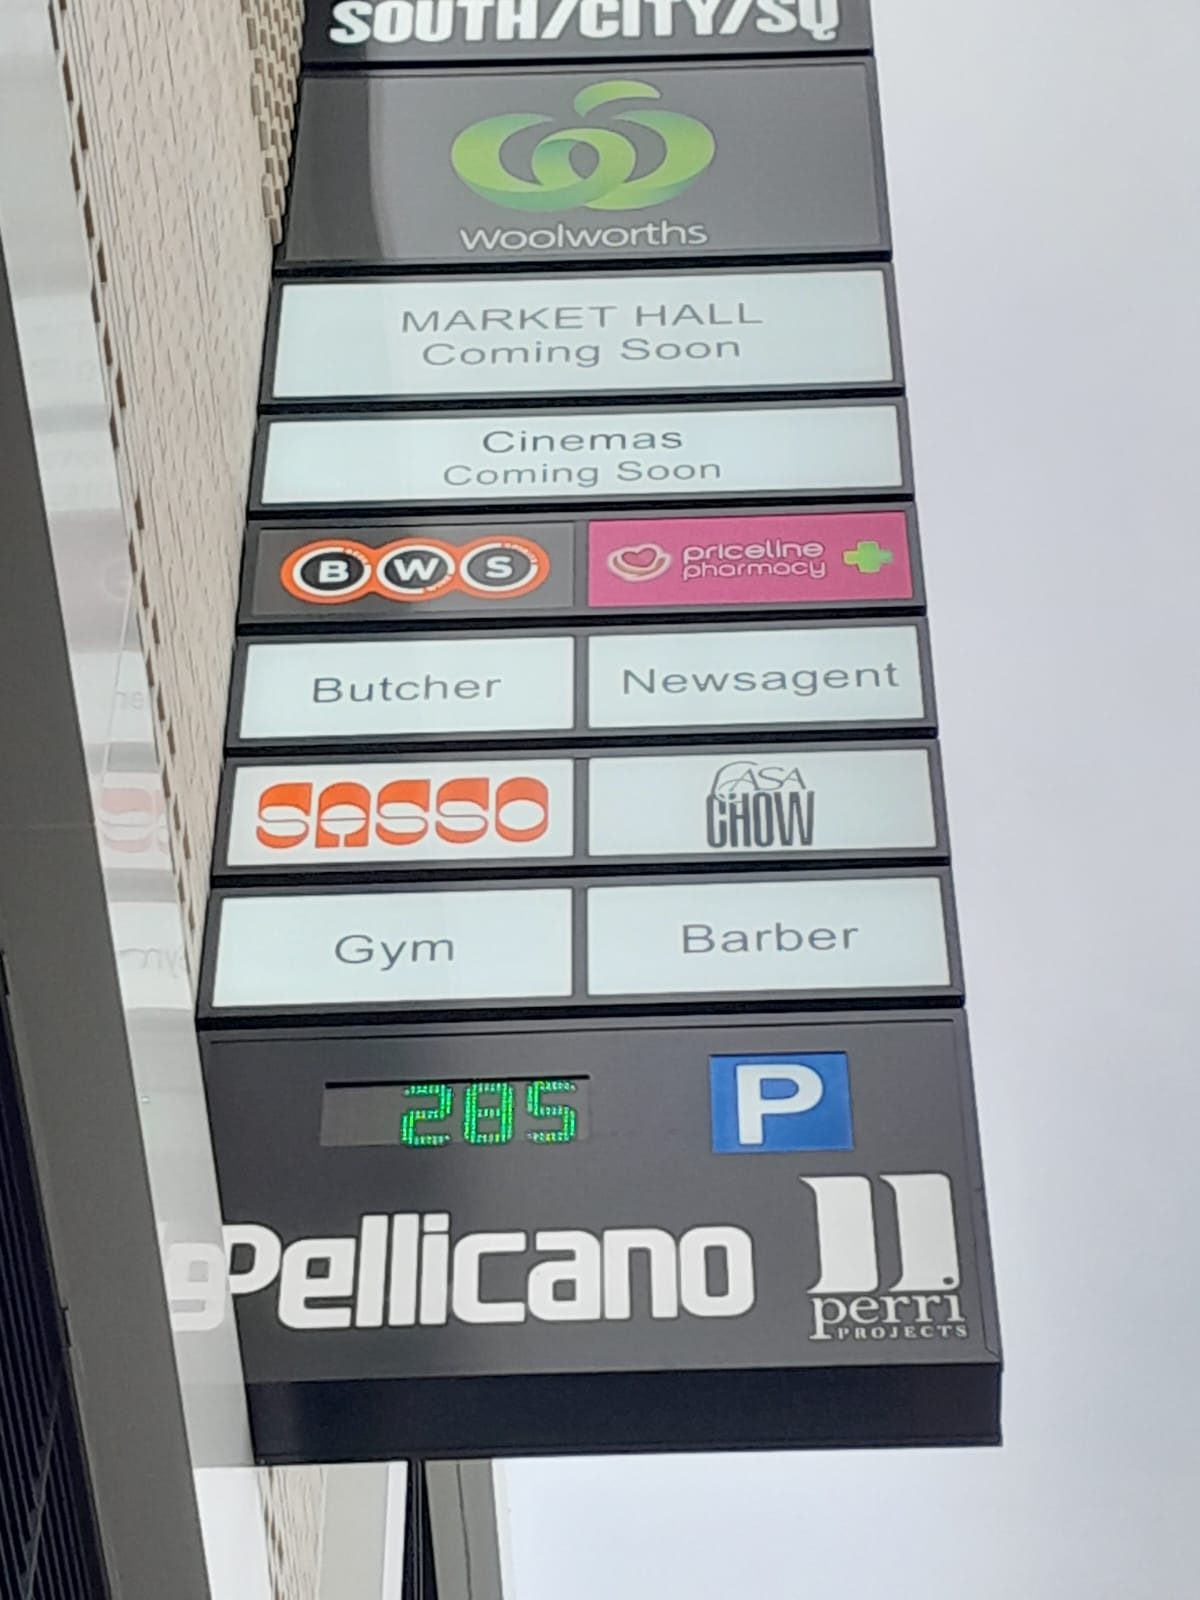 SOUTH/CITY/SQ
Woolworths
MARKET HALL
Coming Soon
Cinemas
Coming Soon
BWS
priceline
pharmacy
Butcher
Newsagent
SASSO
CASA
CHOW
Gym
Barber
285
P
Pellicano
perri
PROJECTS